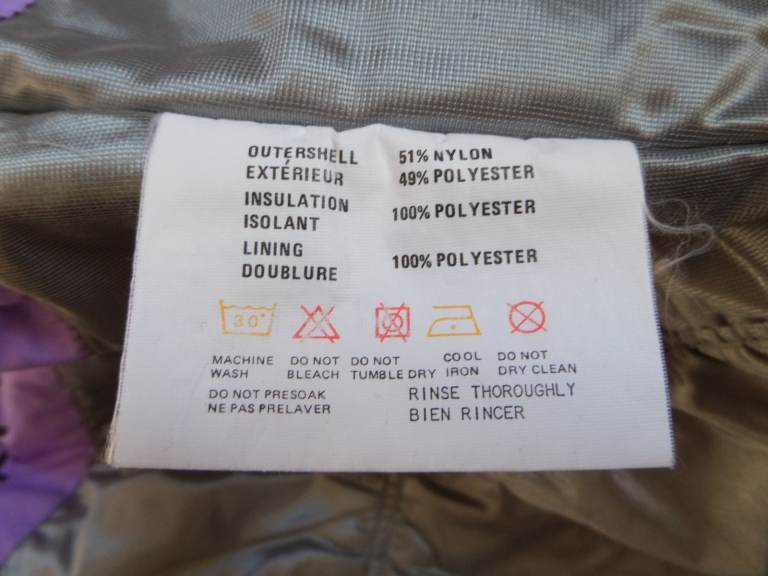 OUTERSHELL 51% NYLON
EXTÉRIEUR 49% POLYESTER
INSULATION
ISOLANT 100% POLYESTER
LINING
DOUBLURE 100% POLYESTER
30°
MACHINE WASH
DO NOT BLEACH
DO NOT TUMBLE DRY
COOL IRON
DO NOT DRY CLEAN
DO NOT PRESOAK
NE PAS PRELAVER
RINSE THOROUGHLY
BIEN RINCER